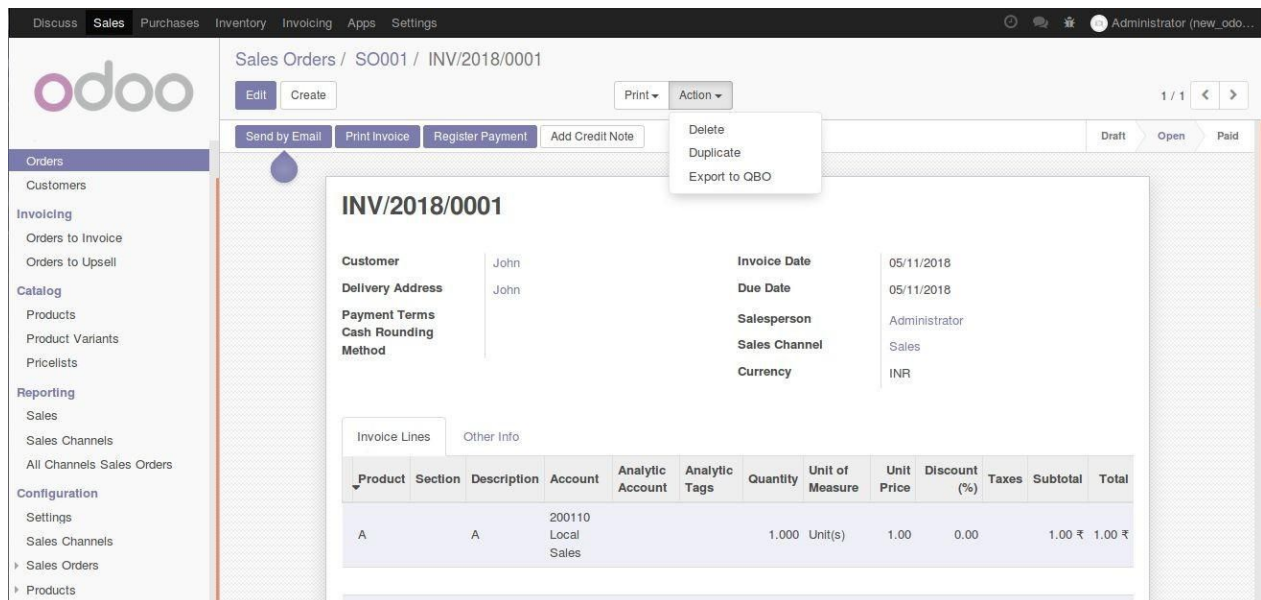 Discuss Sales Purchases Inventory Invoicing Apps Settings
Administrator (new_odo...
odoo
Sales Orders / SO001 / INV/2018/0001
Edit Create
Print Action
1 / 1
Send by Email Print Invoice Register Payment Add Credit Note
Draft Open Paid
Delete
Duplicate
Export to QBO
Orders
Customers
Invoicing
Orders to Invoice
Orders to Upsell
Catalog
Products
Product Variants
Pricelists
Reporting
Sales
Sales Channels
All Channels Sales Orders
Configuration
Settings
Sales Channels
Sales Orders
Products
INV/2018/0001
Customer John
Delivery Address John
Payment Terms
Cash Rounding
Method
Invoice Date 05/11/2018
Due Date 05/11/2018
Salesperson Administrator
Sales Channel Sales
Currency INR
Invoice Lines Other Info
Product Section Description Account Analytic Account Analytic Tags Quantity Unit of Measure Unit Price Discount (%) Taxes Subtotal Total
A A 200110 Local Sales 1.000 Unit(s) 1.00 0.00 1.00 ₹ 1.00 ₹